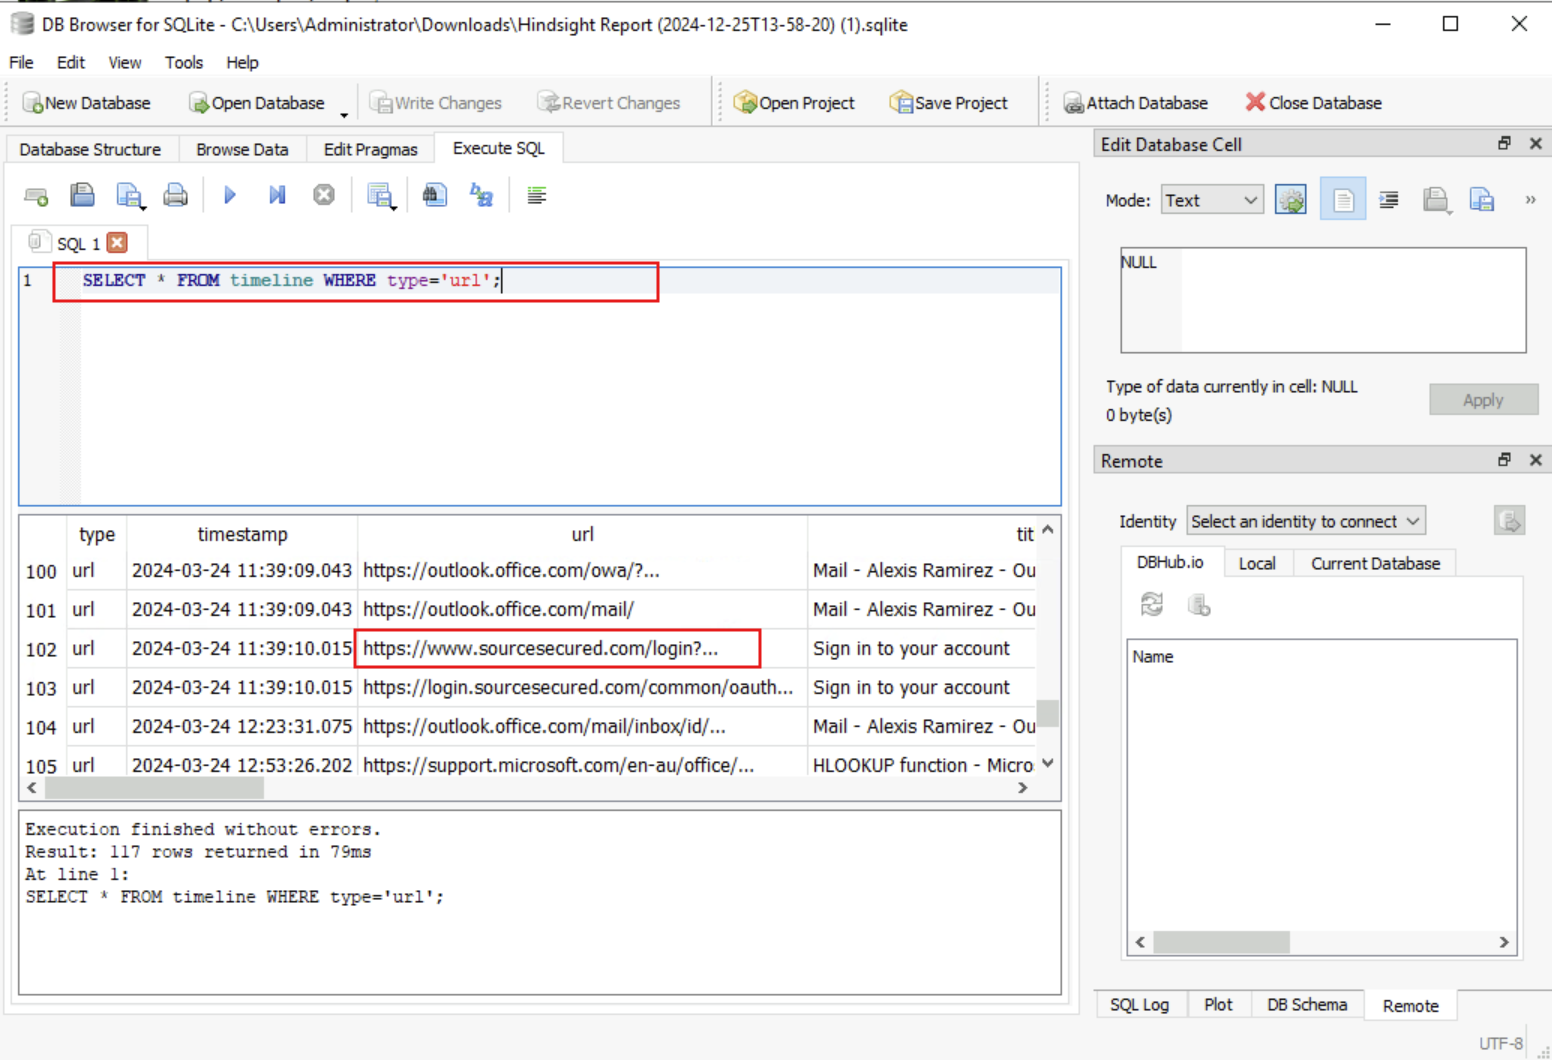 DB Browser for SQLite - C:\Users\Administrator\Downloads\Hindsight Report (2024-12-25T13-58-20) (1).sqlite
File Edit View Tools Help
New Database Open Database Write Changes Revert Changes Open Project Save Project Attach Database Close Database
Database Structure Browse Data Edit Pragmas Execute SQL
SQL 1
1 SELECT * FROM timeline WHERE type='url';
type timestamp url tit
100 url 2024-03-24 11:39:09.043 https://outlook.office.com/owa/?... Mail - Alexis Ramirez - Ou
101 url 2024-03-24 11:39:09.043 https://outlook.office.com/mail/ Mail - Alexis Ramirez - Ou
102 url 2024-03-24 11:39:10.015 https://www.sourcesecured.com/login?... Sign in to your account
103 url 2024-03-24 11:39:10.015 https://login.sourcesecured.com/common/oauth... Sign in to your account
104 url 2024-03-24 12:23:31.075 https://outlook.office.com/mail/inbox/id/... Mail - Alexis Ramirez - Ou
105 url 2024-03-24 12:53:26.202 https://support.microsoft.com/en-au/office/... HLOOKUP function - Micro
Execution finished without errors.
Result: 117 rows returned in 79ms
At line 1:
SELECT * FROM timeline WHERE type='url';
Edit Database Cell
Mode: Text
NULL
Type of data currently in cell: NULL
0 byte(s)
Apply
Remote
Identity Select an identity to connect
DBHub.io Local Current Database
Name
SQL Log Plot DB Schema Remote
UTF-8